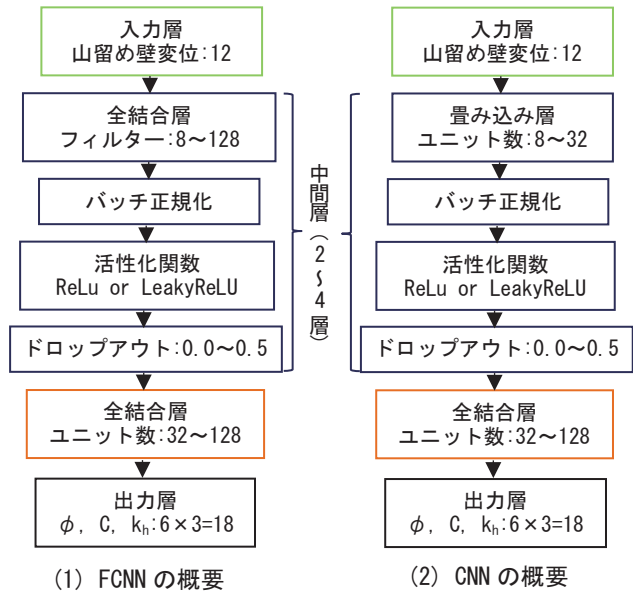 入力層
山留め壁変位:12
全結合層
フィルター:8～128
バッチ正規化
活性化関数
ReLu or LeakyReLU
ドロップアウト:0.0～0.5
全結合層
ユニット数:32～128
出力層
φ, C, kh:6×3=18
(1) FCNN の概要
中間層(2～4層)
入力層
山留め壁変位:12
畳み込み層
ユニット数:8～32
バッチ正規化
活性化関数
ReLu or LeakyReLU
ドロップアウト:0.0～0.5
全結合層
ユニット数:32～128
出力層
φ, C, kh:6×3=18
(2) CNN の概要